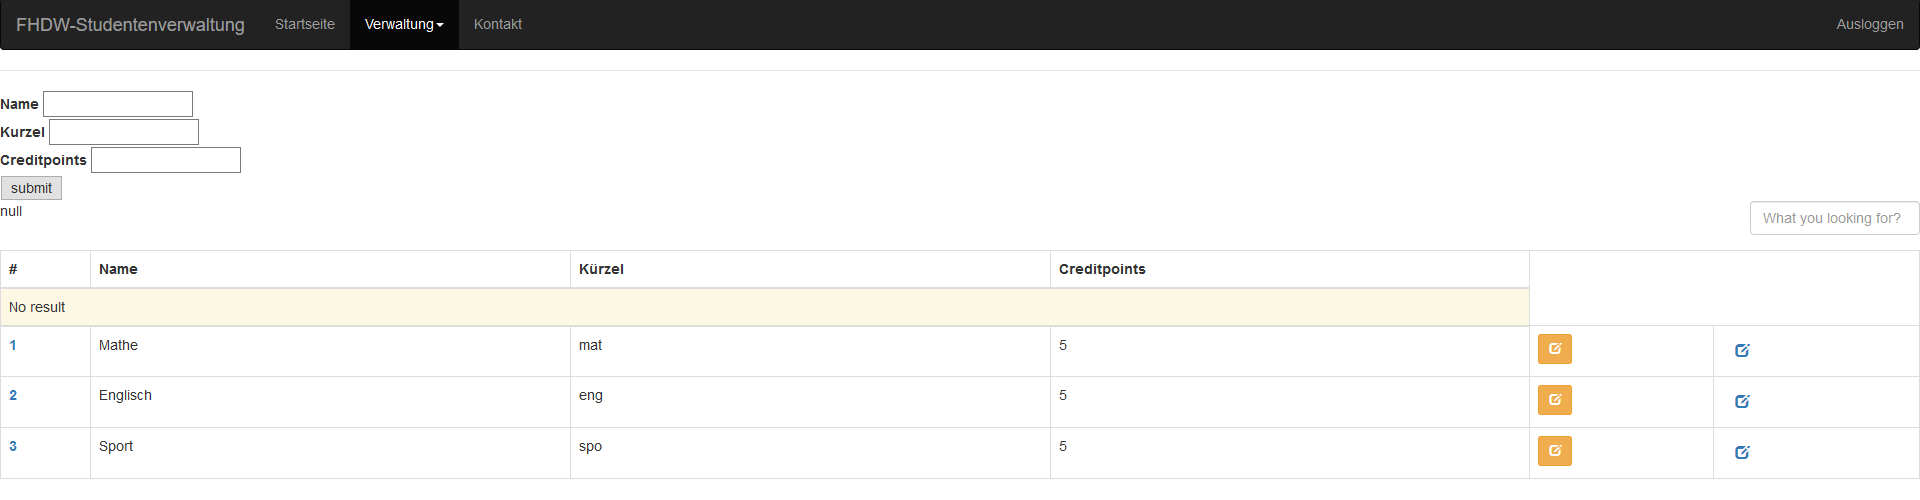 FHDW-Studentenverwaltung Startseite Verwaltung Kontakt Ausloggen
Name
Kurzel
Creditpoints
submit
null What you looking for?
# Name Kürzel Creditpoints
No result
1 Mathe mat 5
2 Englisch eng 5
3 Sport spo 5